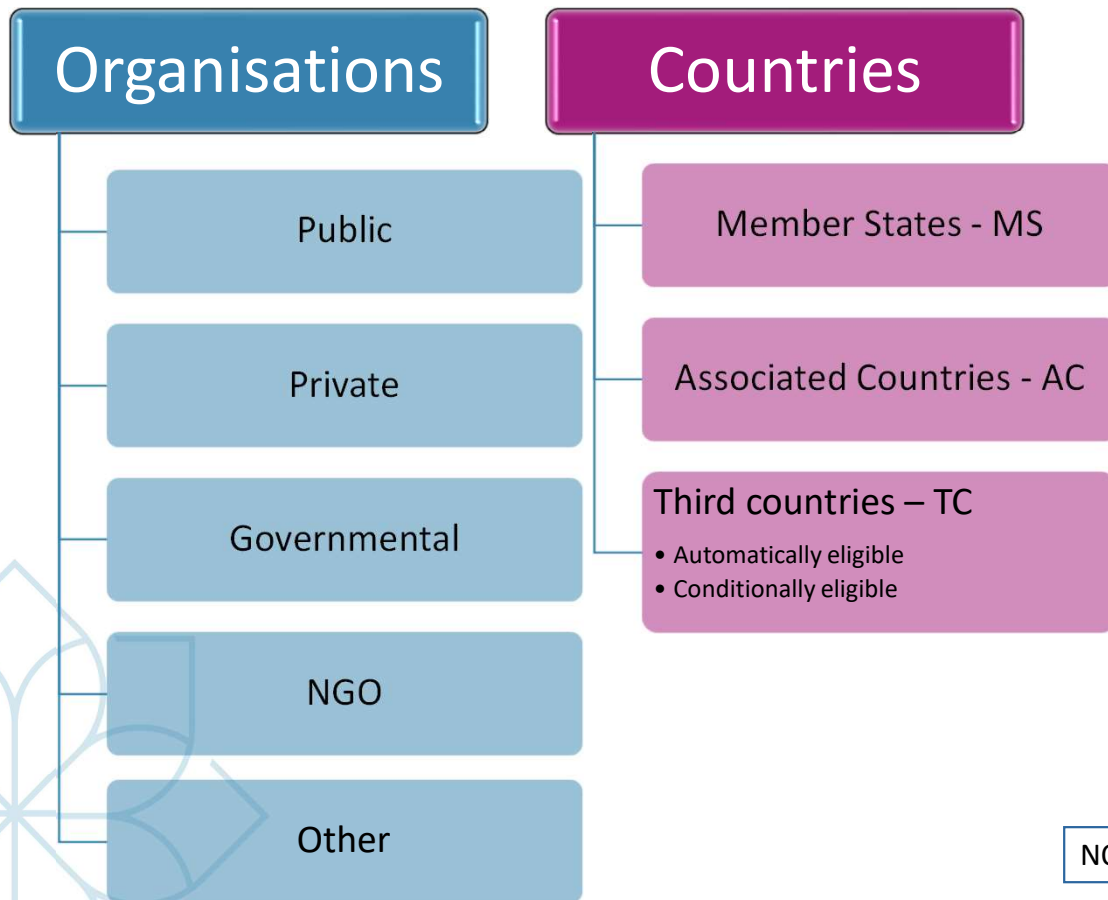 Organisations
Public
Private
Governmental
NGO
Other
Countries
Member States - MS
Associated Countries - AC
Third countries – TC
• Automatically eligible
• Conditionally eligible